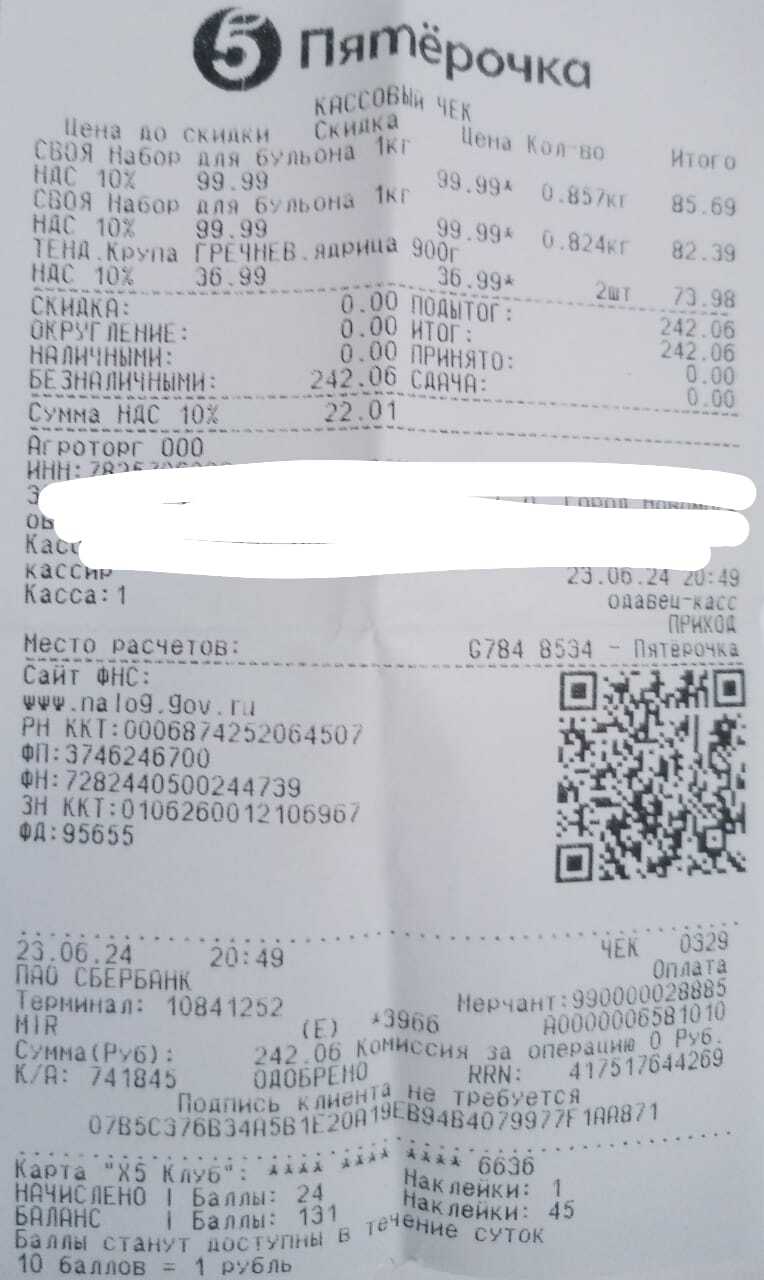 5 Пятёрочка
КАССОВЫЙ ЧЕК
Цена до скидки Скидка Цена Кол-во Итого
СВОЯ Набор для бульона 1кг
НДС 10% 99.99 99.99* 0.857кг 85.69
СВОЯ Набор для бульона 1кг
НДС 10% 99.99 99.99* 0.824кг 82.39
ТЕНД.Крупа ГРЕЧНЕВ.ядрица 900г
НДС 10% 36.99 36.99* 2шт 73.98
СКИДКА: 0.00 ПОДЫТОГ: 242.06
ОКРУГЛЕНИЕ: 0.00 ИТОГ: 242.06
НАЛИЧНЫМИ: 0.00 ПРИНЯТО: 0.00
БЕЗНАЛИЧНЫМИ: 242.06 СДАЧА: 0.00
Сумма НДС 10% 22.01
Агроторг ООО
ИНН:
город
кассир 23.06.24 20:49
Касса:1 одавец-касс
ПРИХОД
Место расчетов: G784 8534 - Пятёрочка
Сайт ФНС:
www.nalog.gov.ru
РН ККТ:0006874252064507
ФП:3746246700
ФН:7282440500244739
ЗН ККТ:0106260012106967
ФД:95655
23.06.24 20:49 ЧЕК 0329
ПАО СБЕРБАНК Оплата
Терминал: 10841252 Мерчант:990000028885
MIR (E) *3966 A0000006581010
Сумма(Руб): 242.06 Комиссия за операцию 0 Руб.
К/А: 741845 ОДОБРЕНО RRN: 417517644269
Подпись клиента не требуется
07B5C376B34A5B1E20A19EB94B4079977F1AA871
Карта "X5 Клуб": **** **** **** 6636
НАЧИСЛЕНО | Баллы: 24 Наклейки: 1
БАЛАНС | Баллы: 131 Наклейки: 45
Баллы станут доступны в течение суток
10 баллов = 1 рубль